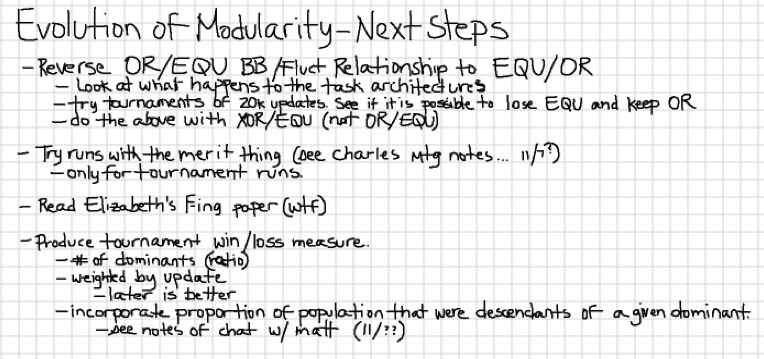 Evolution of Modularity-Next Steps
- Reverse OR/EQU BB/Fluct Relationship to EQU/OR
- Look at what happens to the task architectures
- try tournaments of 20k updates. See if it is possible to lose EQU and keep OR
- do the above with XOR/EQU (not OR/EQU)
- Try runs with the merit thing (see Charles Mtg notes... 11/??)
- only for tournament runs.
- Read Elizabeth's Fing paper (wtf)
- Produce tournament win/loss measure.
- # of dominants (ratio)
- weighted by update
- later is better
- incorporate proportion of population that were descendants of a given dominant.
- see notes of chat w/ matt (11/??)